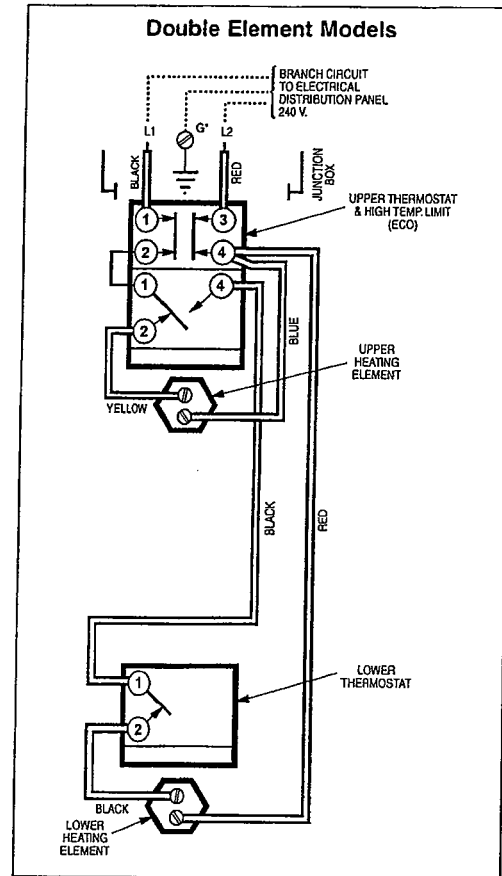 Double Element Models
BRANCH CIRCUIT
TO ELECTRICAL
DISTRIBUTION PANEL
240 V.
L1
G*
L2
BLACK
RED
JUNCTION
BOX
UPPER THERMOSTAT
& HIGH TEMP. LIMIT
(ECO)
1
3
2
4
1
4
2
BLUE
UPPER
HEATING
ELEMENT
YELLOW
BLACK
RED
1
LOWER
THERMOSTAT
2
BLACK
LOWER
HEATING
ELEMENT